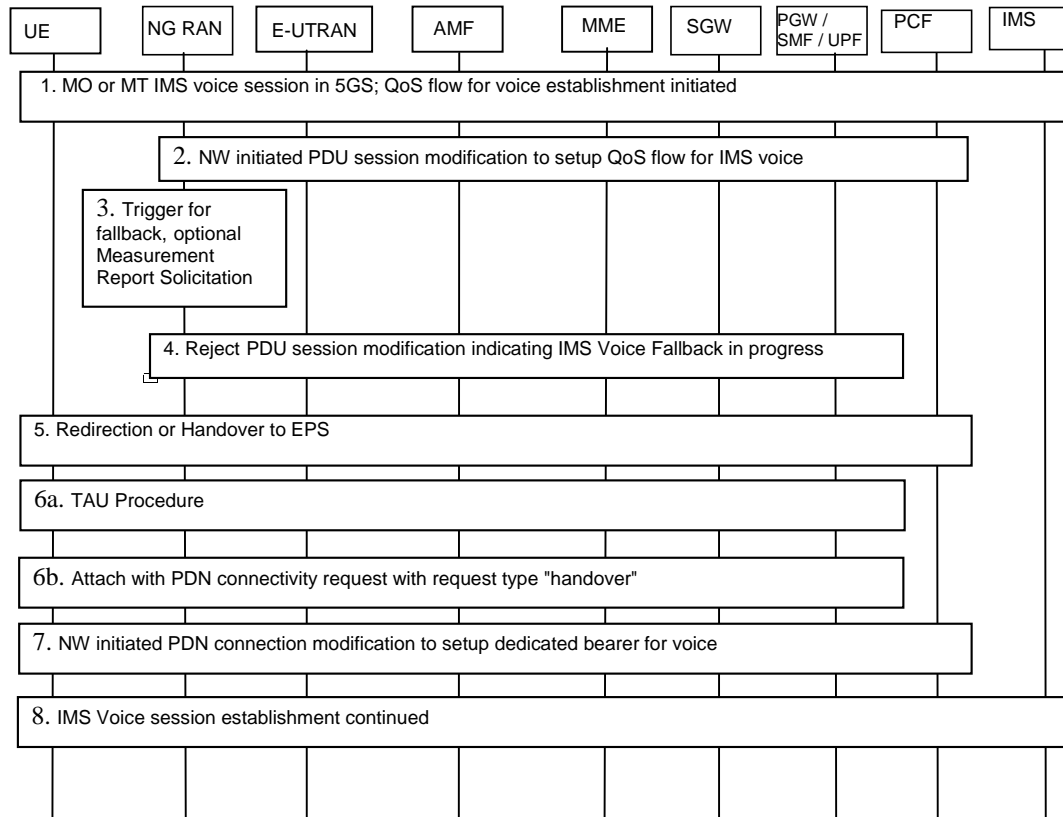 UE
NG RAN
E-UTRAN
AMF
MME
SGW
PGW /
SMF / UPF
PCF
IMS
1. MO or MT IMS voice session in 5GS; QoS flow for voice establishment initiated
2. NW initiated PDU session modification to setup QoS flow for IMS voice
3. Trigger for
fallback, optional
Measurement
Report Solicitation
4. Reject PDU session modification indicating IMS Voice Fallback in progress
5. Redirection or Handover to EPS
6a. TAU Procedure
6b. Attach with PDN connectivity request with request type "handover"
7. NW initiated PDN connection modification to setup dedicated bearer for voice
8. IMS Voice session establishment continued